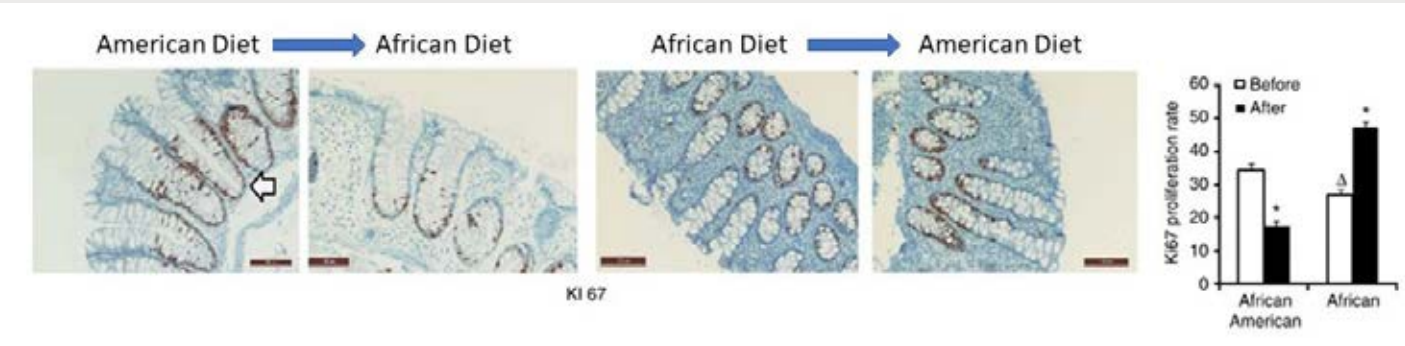 American Diet
African Diet
African Diet
American Diet
KI 67
Ki67 proliferation rate
60
50
40
30
20
10
0
Before
After
*
Δ
*
African
American
African